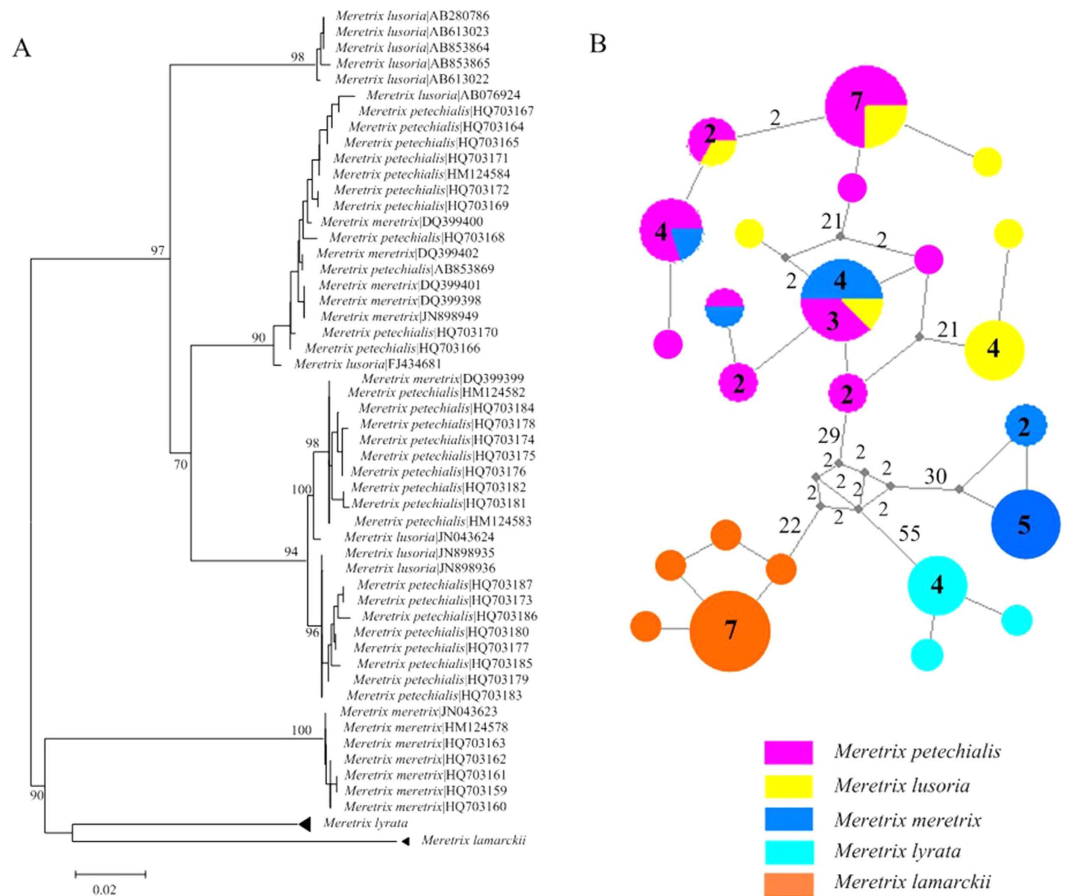 A
Meretrix lusoria|AB280786
Meretrix lusoria|AB613023
Meretrix lusoria|AB853864
Meretrix lusoria|AB853865
98
Meretrix lusoria|AB613022
Meretrix lusoria|AB076924
Meretrix petechialis|HQ703167
Meretrix petechialis|HQ703164
Meretrix petechialis|HQ703165
Meretrix petechialis|HQ703171
Meretrix petechialis|HM124584
Meretrix petechialis|HQ703172
Meretrix petechialis|HQ703169
Meretrix meretrix|DQ399400
Meretrix petechialis|HQ703168
97
Meretrix meretrix|DQ399402
Meretrix petechialis|AB853869
Meretrix meretrix|DQ399401
Meretrix meretrix|DQ399398
Meretrix meretrix|JN898949
Meretrix petechialis|HQ703170
90
Meretrix petechialis|HQ703166
Meretrix lusoria|FJ434681
Meretrix meretrix|DQ399399
Meretrix petechialis|HM124582
Meretrix petechialis|HQ703184
Meretrix petechialis|HQ703178
98
Meretrix petechialis|HQ703174
Meretrix petechialis|HQ703175
70
Meretrix petechialis|HQ703176
Meretrix petechialis|HQ703182
100
Meretrix petechialis|HQ703181
Meretrix petechialis|HM124583
Meretrix lusoria|JN043624
Meretrix lusoria|JN898935
94
Meretrix lusoria|JN898936
Meretrix petechialis|HQ703187
Meretrix petechialis|HQ703173
Meretrix petechialis|HQ703186
96
Meretrix petechialis|HQ703180
Meretrix petechialis|HQ703177
Meretrix petechialis|HQ703185
Meretrix petechialis|HQ703179
Meretrix petechialis|HQ703183
Meretrix meretrix|JN043623
100
Meretrix meretrix|HM124578
Meretrix meretrix|HQ703163
Meretrix meretrix|HQ703162
Meretrix meretrix|HQ703161
Meretrix meretrix|HQ703159
90
Meretrix meretrix|HQ703160
Meretrix lyrata
Meretrix lamarckii
0.02
B
7
2
2
4
21
2
2
4
3
21
4
2
2
29
2
2
2
2
2
2
2
2
30
2
5
22
55
4
7
Meretrix petechialis
Meretrix lusoria
Meretrix meretrix
Meretrix lyrata
Meretrix lamarckii